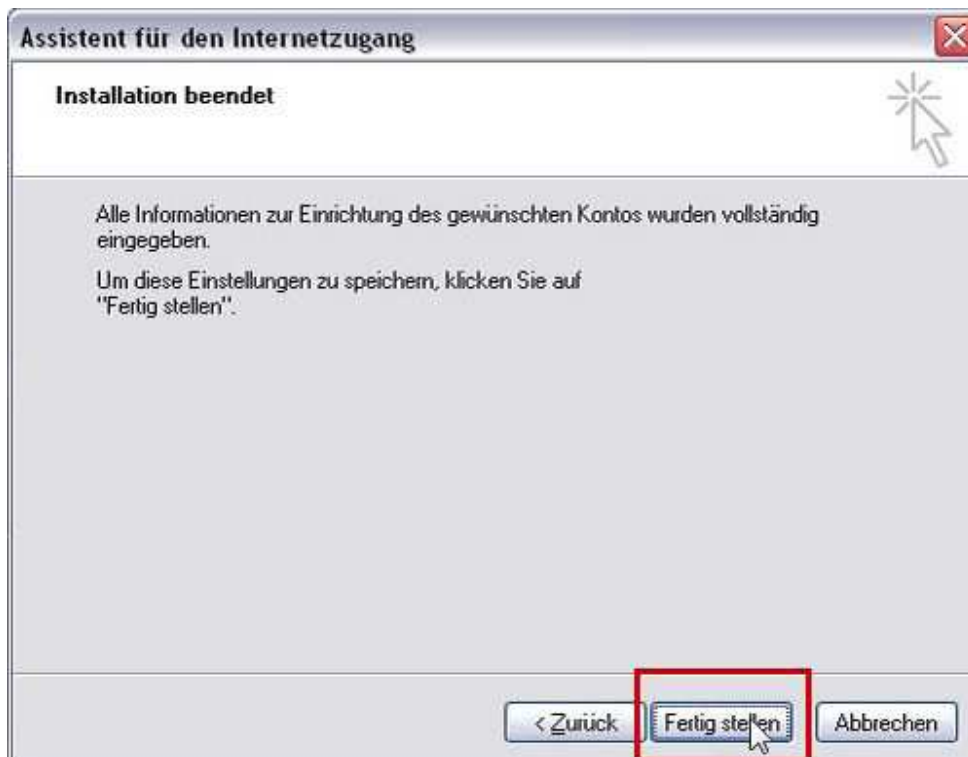 Assistent für den Internetzugang
Installation beendet
Alle Informationen zur Einrichtung des gewünschten Kontos wurden vollständig
eingegeben.
Um diese Einstellungen zu speichern, klicken Sie auf
"Fertig stellen".
< Zurück
Fertig stellen
Abbrechen